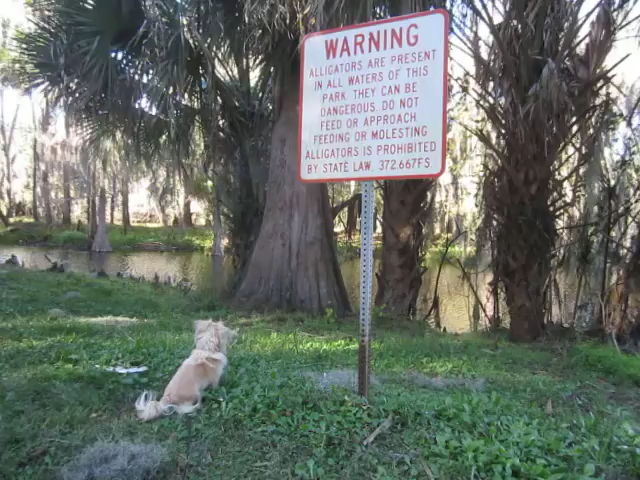 WARNING
ALLIGATORS ARE PRESENT
IN ALL WATERS OF THIS
PARK. THEY CAN BE
DANGEROUS. DO NOT
FEED OR APPROACH.
FEEDING OR MOLESTING
ALLIGATORS IS PROHIBITED
BY STATE LAW. 372.667FS.